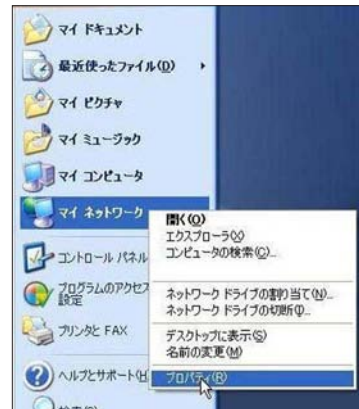 マイ ドキュメント
最近使ったファイル(D)
マイ ピクチャ
マイ ミュージック
マイ コンピュータ
マイ ネットワーク
開く(O)
エクスプローラ(X)
コンピュータの検索(C)...
ネットワーク ドライブの割り当て(N)...
ネットワーク ドライブの切断(I)...
デスクトップに表示(S)
名前の変更(M)
プロパティ(R)
コントロール パネル
プログラムのアクセス
設定
プリンタと FAX
ヘルプとサポート(H)